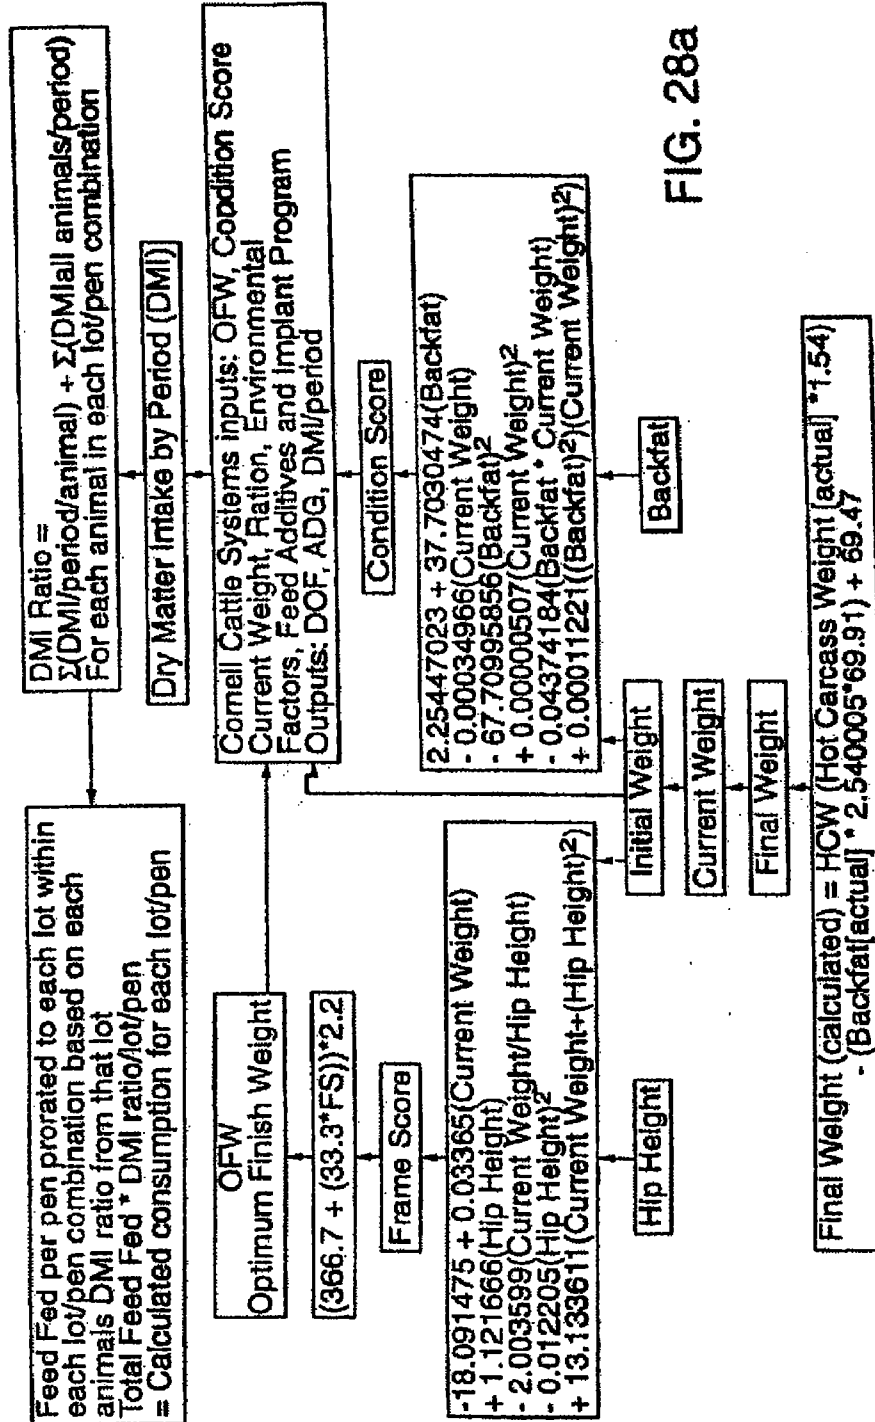 Feed Fed per pen prorated to each lot within
each lot/pen combination based on each
animals DMI ratio from that lot
Total Feed Fed * DMI ratio/lot/pen
= Calculated consumption for each lot/pen
DMI Ratio =
Σ(DMI/period/animal) + Σ(DMIall animals/period)
For each animal in each lot/pen combination
Dry Matter Intake by Period (DMI)
OFW
Optimum Finish Weight
(366.7 + (33.3*FS))*2.2
Frame Score
Cornell Cattle Systems inputs: OFW, Condition Score
Current Weight, Ration, Environmental
Factors, Feed Additives and Implant Program
Outputs: DOF, ADG, DMI/period
Condition Score
-18.091475 + 0.03365(Current Weight)
+ 1.121666(Hip Height)
- 2.003599(Current Weight/Hip Height)
- 0.012205(Hip Height)²
+ 13.133611(Current Weight+(Hip Height)²)
2.25447023 + 37.7030474(Backfat)
- 0.00034966(Current Weight)
- 67.70995856(Backfat)²
+ 0.00000507(Current Weight)²
- 0.04374184(Backfat * Current Weight)
+ 0.00011221((Backfat)²)(Current Weight)²)
Hip Height
Initial Weight
Current Weight
Final Weight
Backfat
Final Weight (calculated) = HCW (Hot Carcass Weight [actual] *1.54)
- (Backfat[actual] * 2.540005*69.91) + 69.47
FIG. 28a